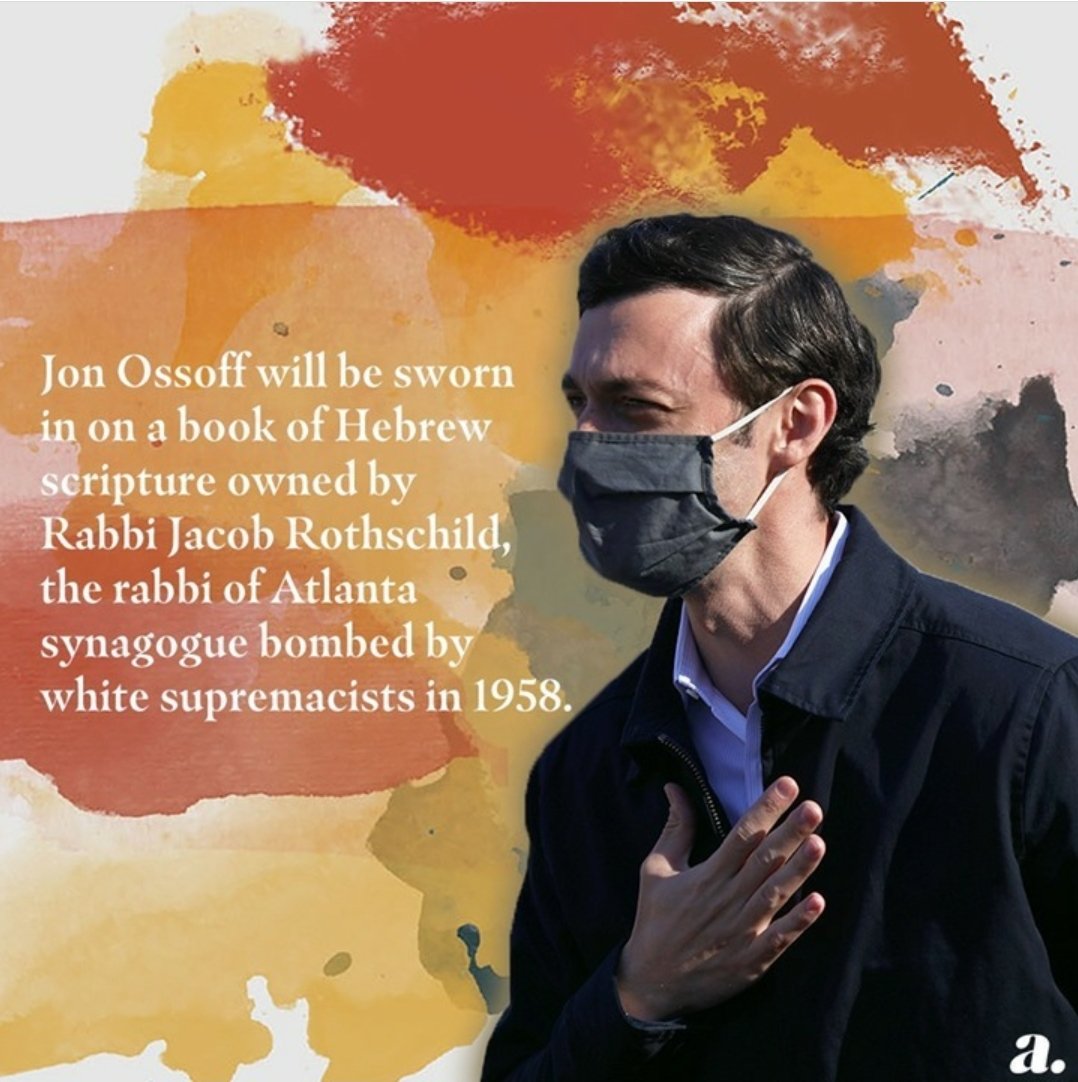 Jon Ossoff will be sworn
in on a book of Hebrew
scripture owned by
Rabbi Jacob Rothschild,
the rabbi of Atlanta
synagogue bombed by
white supremacists in 1958.
a.